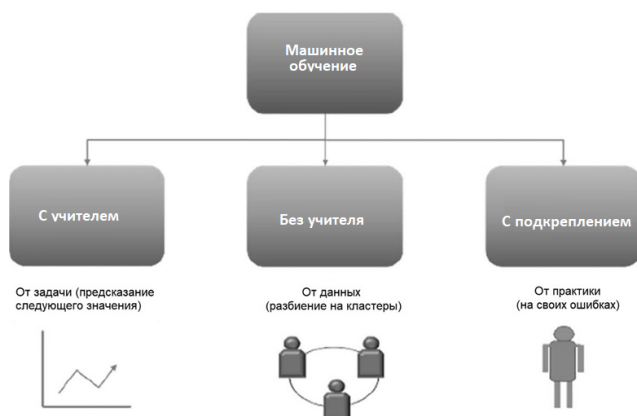 Машинное
обучение
С учителем
Без учителя
С подкреплением
От задачи (предсказание
следующего значения)
От данных
(разбиение на кластеры)
От практики
(на своих ошибках)